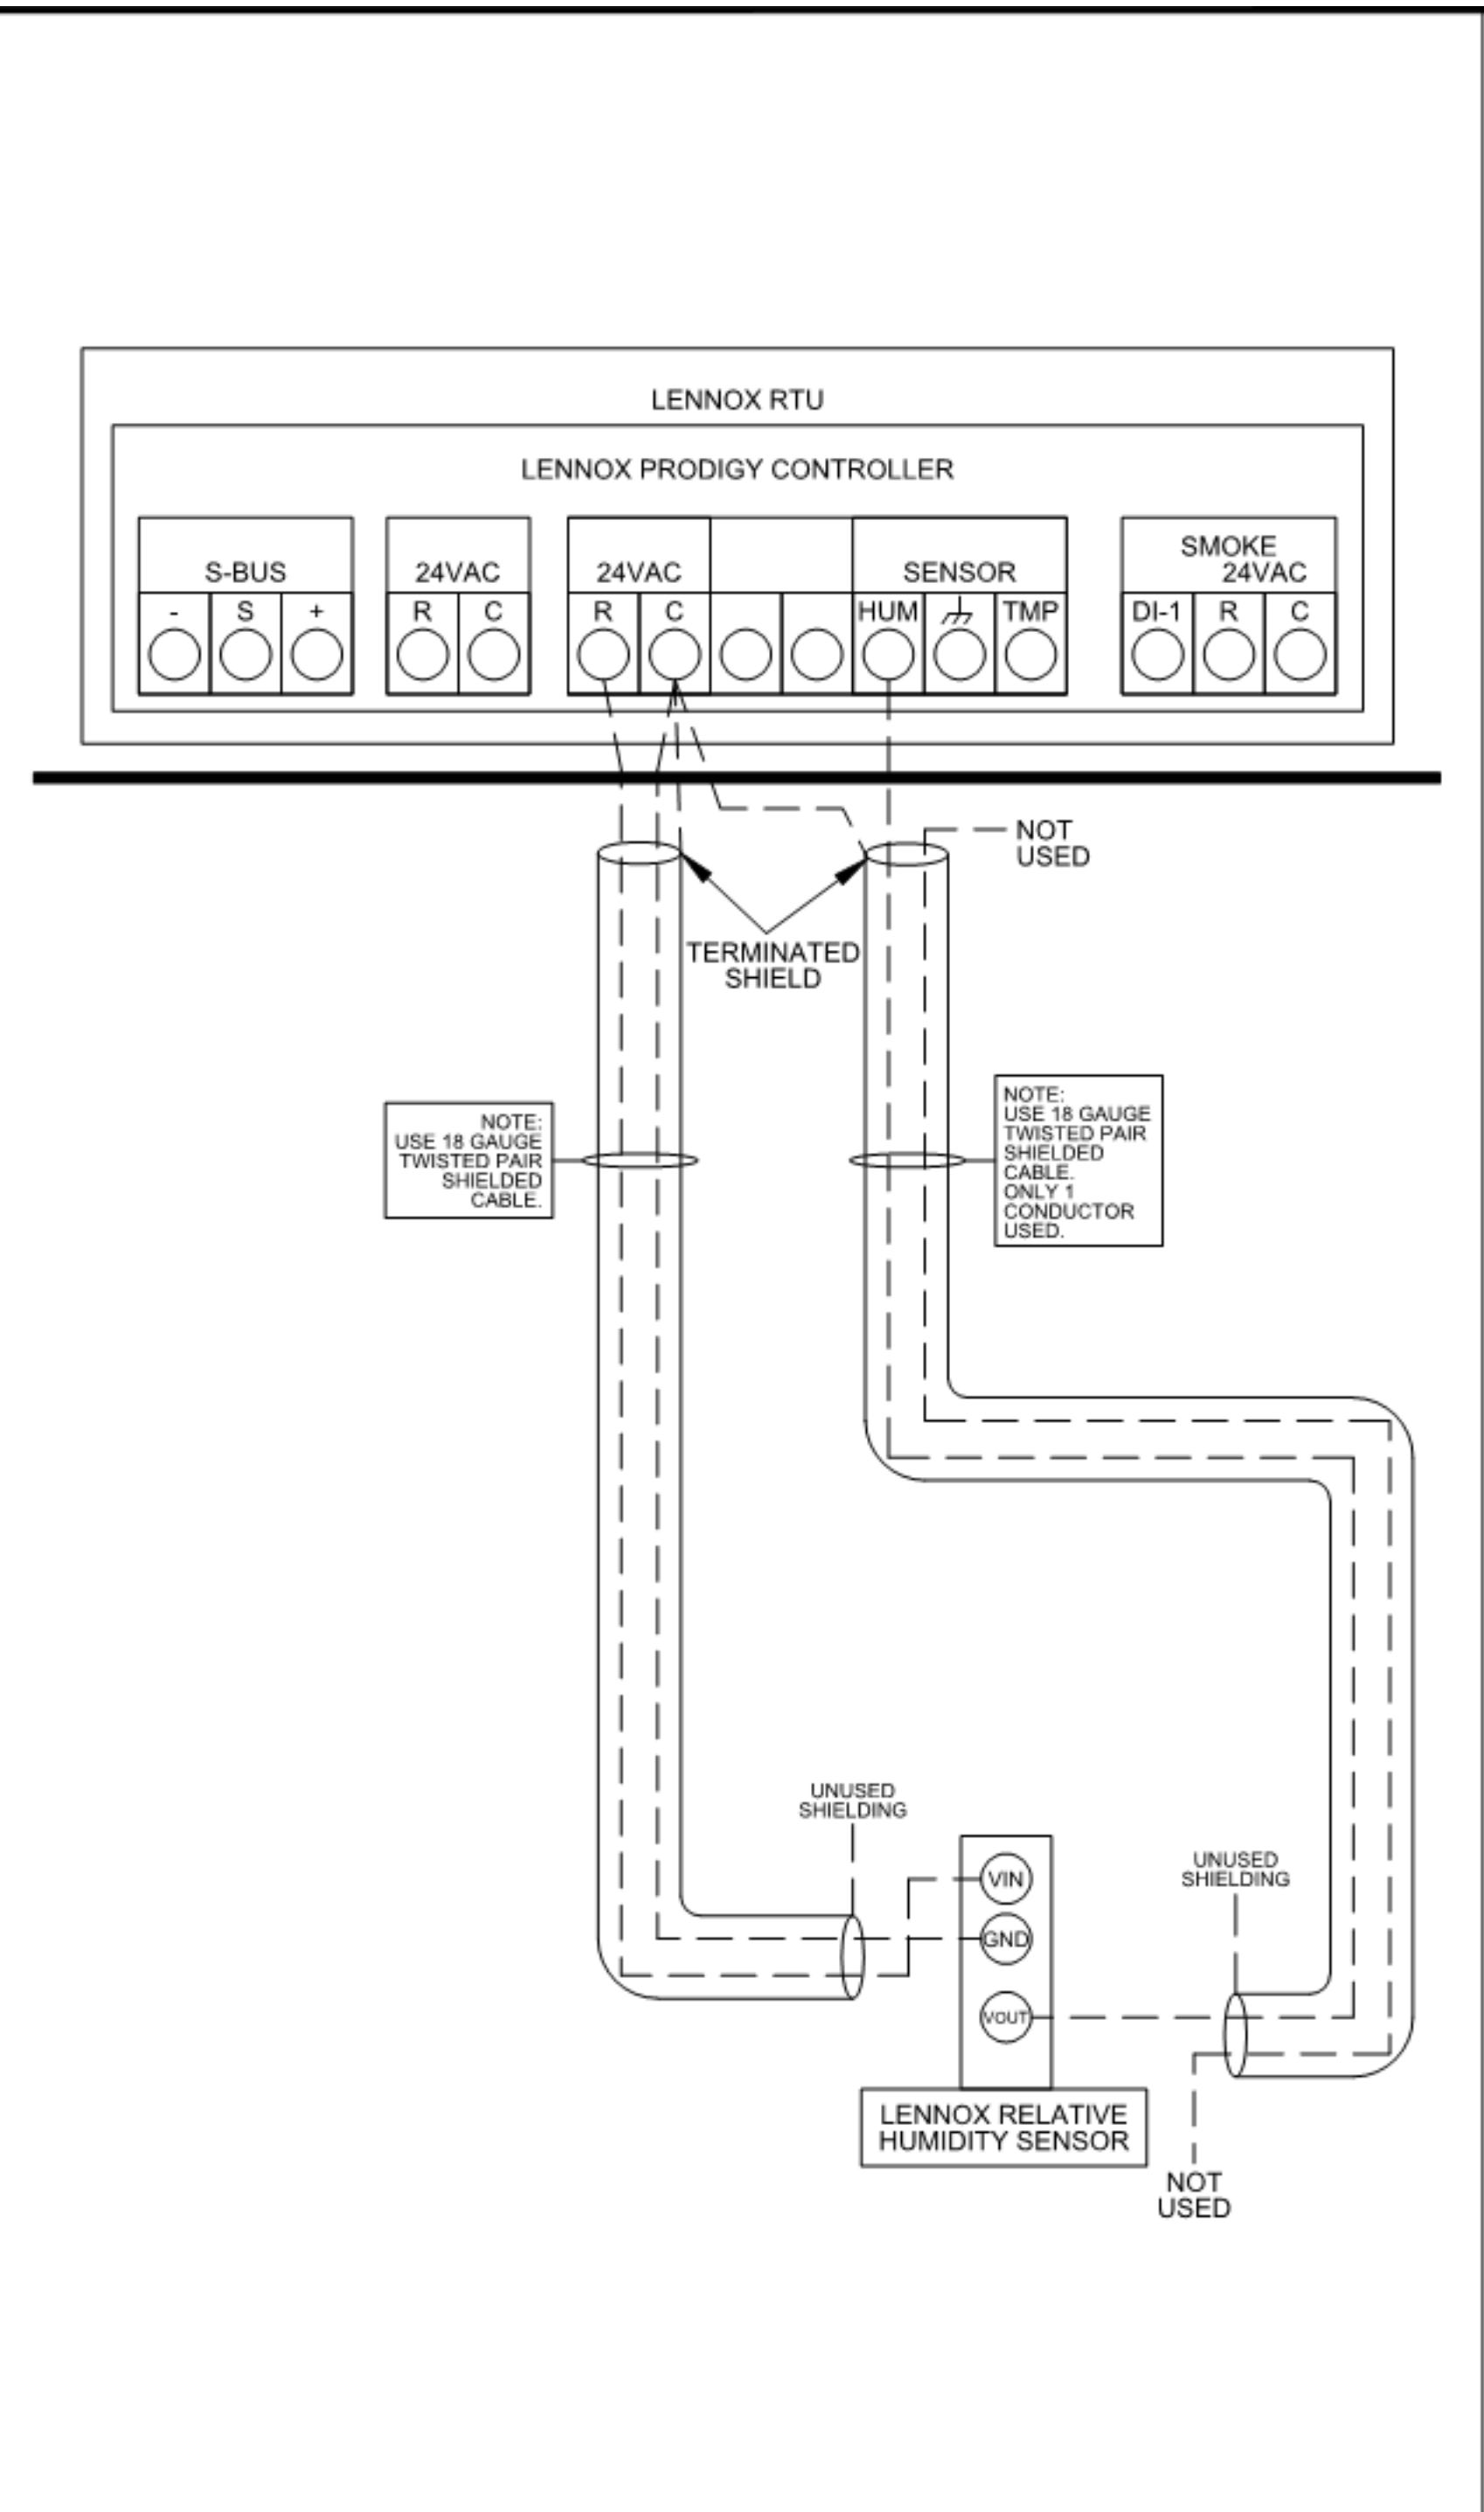 LENNOX RTU
LENNOX PRODIGY CONTROLLER
S-BUS
- S +
24VAC
R C
24VAC
R C
SENSOR
HUM TMP
SMOKE
24VAC
DI-1 R C
NOT
USED
TERMINATED
SHIELD
NOTE:
USE 18 GAUGE
TWISTED PAIR
SHIELDED
CABLE.
NOTE:
USE 18 GAUGE
TWISTED PAIR
SHIELDED
CABLE.
ONLY 1
CONDUCTOR
USED.
UNUSED
SHIELDING
VIN
GND
VOUT
UNUSED
SHIELDING
LENNOX RELATIVE
HUMIDITY SENSOR
NOT
USED